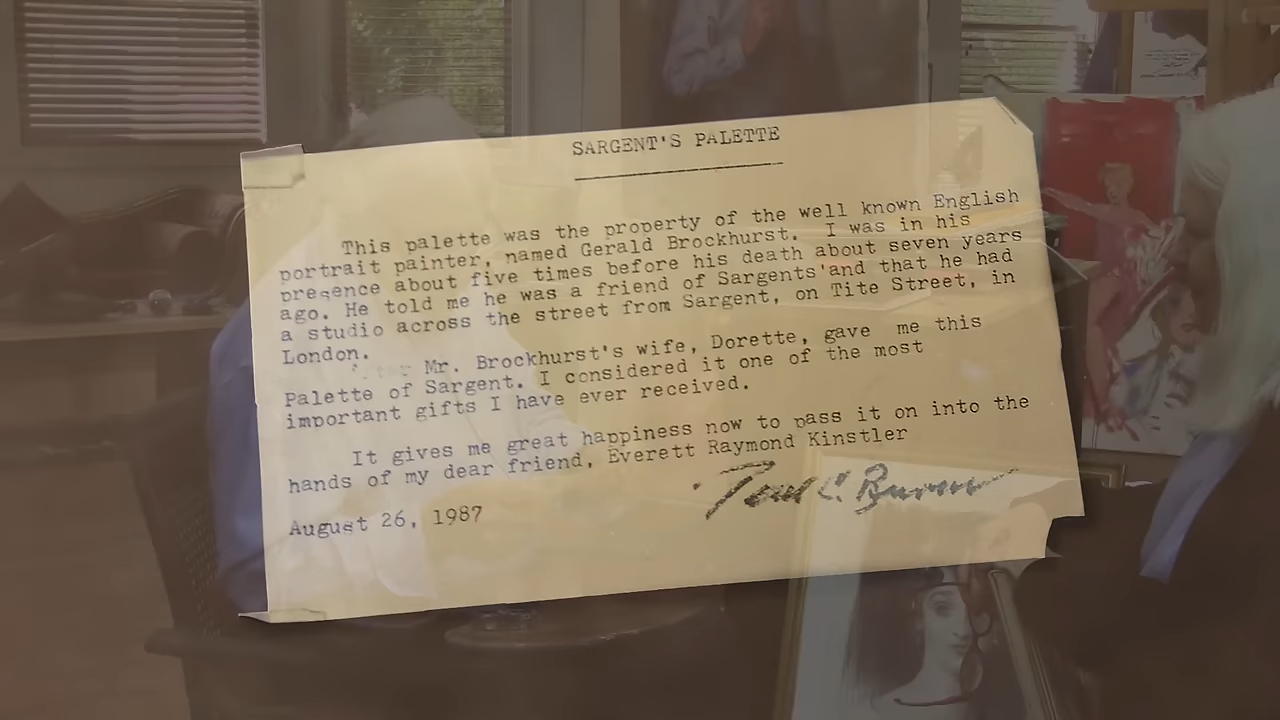 SARGENT'S PALETTE
This palette was the property of the well known English
portrait painter, named Gerald Brockhurst. I was in his
presence about five times before his death about seven years
ago. He told me he was a friend of Sargents'and that he had
a studio across the street from Sargent, on Tite Street, in
London.
Mr. Brockhurst's wife, Dorette, gave me this
Palette of Sargent. I considered it one of the most
important gifts I have ever received.
It gives me great happiness now to pass it on into the
hands of my dear friend, Everett Raymond Kinstler
Paul C. Burns
August 26, 1987